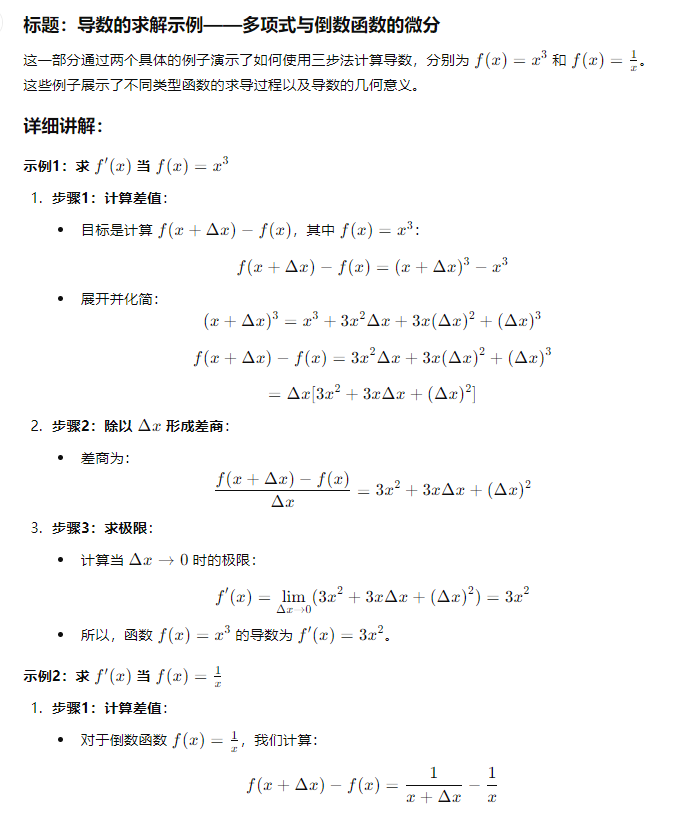 标题：导数的求解示例——多项式与倒数函数的微分
这一部分通过两个具体的例子演示了如何使用三步法计算导数，分别为 f(x) = x³ 和 f(x) = 1/x。
这些例子展示了不同类型函数的求导过程以及导数的几何意义。
详细讲解：
示例1：求 f′(x) 当 f(x) = x³
1. 步骤1：计算差值：
• 目标是计算 f(x + Δx) − f(x)，其中 f(x) = x³：
f(x + Δx) − f(x) = (x + Δx)³ − x³
• 展开并化简：
(x + Δx)³ = x³ + 3x²Δx + 3x(Δx)² + (Δx)³
f(x + Δx) − f(x) = 3x²Δx + 3x(Δx)² + (Δx)³
= Δx[3x² + 3xΔx + (Δx)²]
2. 步骤2：除以 Δx 形成差商：
• 差商为：
(f(x + Δx) − f(x))/Δx = 3x² + 3xΔx + (Δx)²
3. 步骤3：求极限：
• 计算当 Δx → 0 时的极限：
f′(x) = lim Δx→0 (3x² + 3xΔx + (Δx)²) = 3x²
• 所以，函数 f(x) = x³ 的导数为 f′(x) = 3x²。
示例2：求 f′(x) 当 f(x) = 1/x
1. 步骤1：计算差值：
• 对于倒数函数 f(x) = 1/x，我们计算：
f(x + Δx) − f(x) = 1/(x + Δx) − 1/x